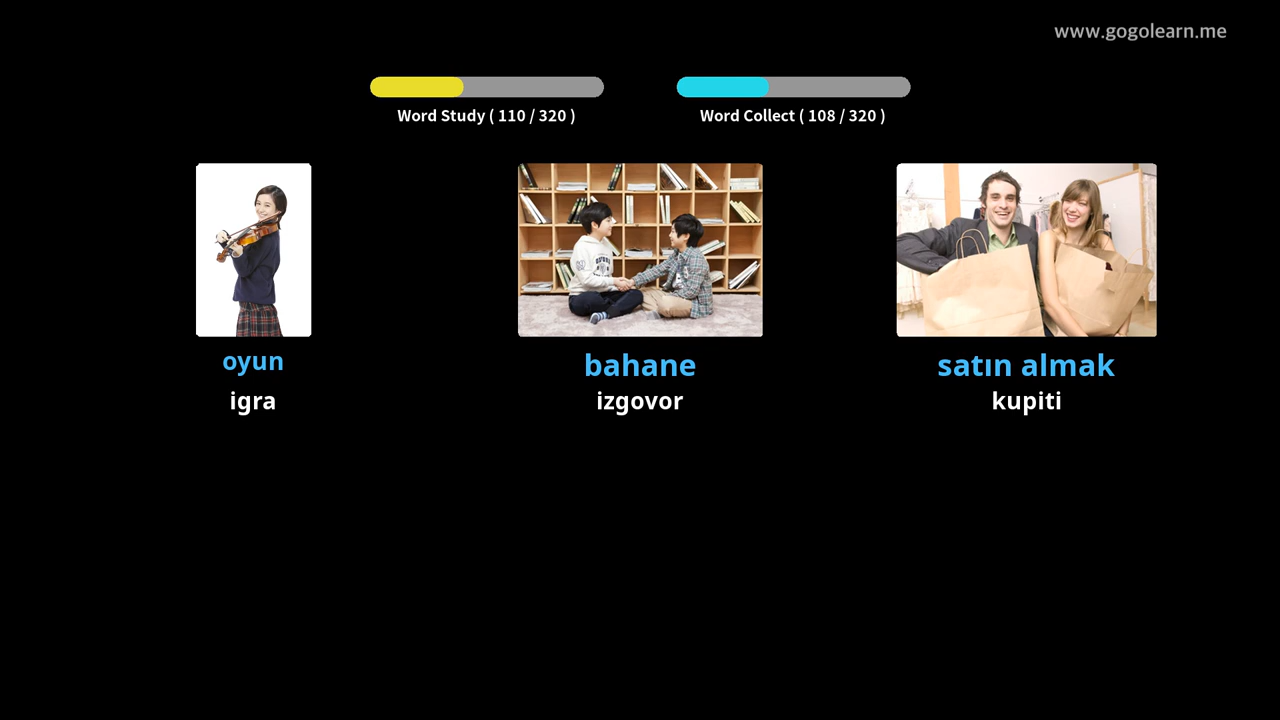 www.gogolearn.me
Word Study ( 110 / 320 )
Word Collect ( 108 / 320 )
oyun
igra
bahane
izgovor
satın almak
kupiti